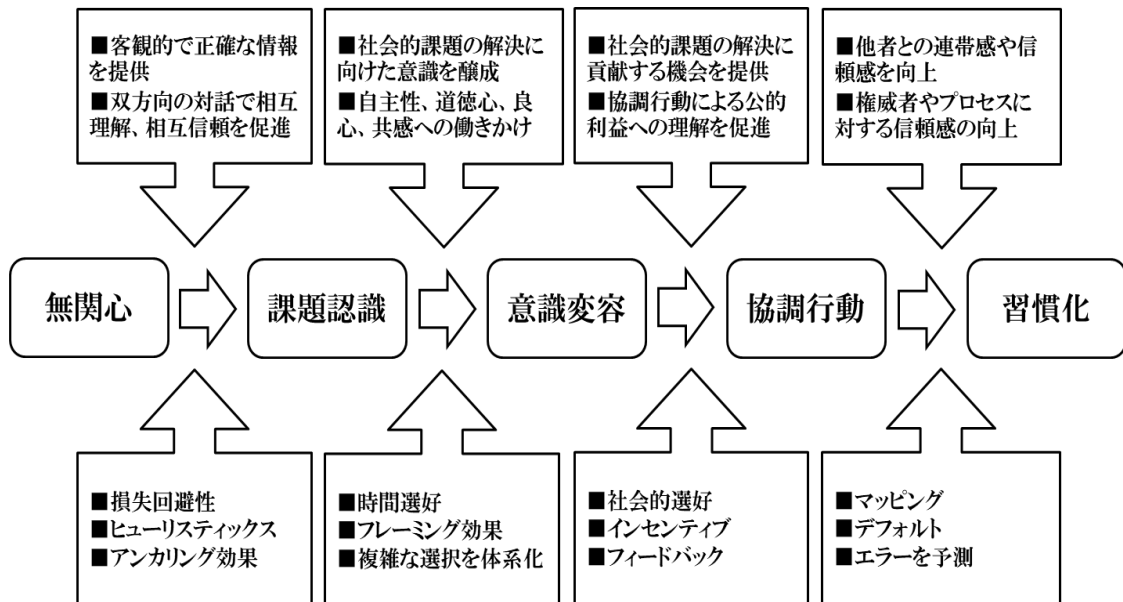 ■客観的で正確な情報
を提供
■双方向の対話で相互
理解、相互信頼を促進
■社会的課題の解決に
向けた意識を醸成
■自主性、道徳心、良
心、共感への働きかけ
■社会的課題の解決に
貢献する機会を提供
■協調行動による公的
利益への理解を促進
■他者との連帯感や信
頼感を向上
■権威者やプロセスに
対する信頼感の向上
無関心
課題認識
意識変容
協調行動
習慣化
■損失回避性
■ヒューリスティックス
■アンカリング効果
■時間選好
■フレーミング効果
■複雑な選択を体系化
■社会的選好
■インセンティブ
■フィードバック
■マッピング
■デフォルト
■エラーを予測